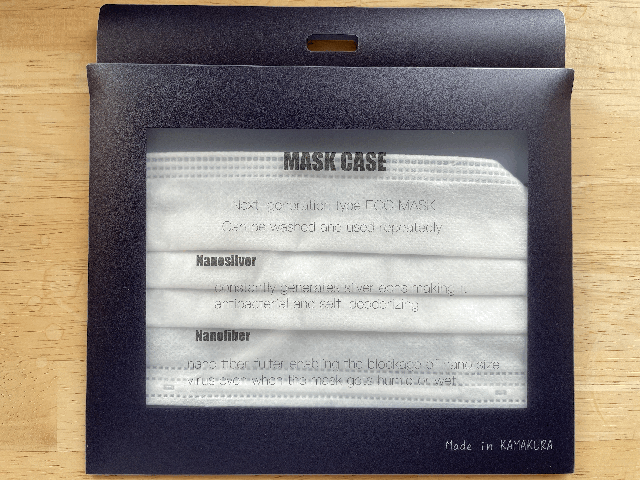 MASK CASE
Next generation type ECO MASK
Can be washed and used repeatedly
Nanosilver
constantly generates silver ions making it
antibacterial and self deodorizing
Nanofiber
nano fiber enabling the blockage of nano size
virus even when the mask gets humid or wet
Made in KAMAKURA